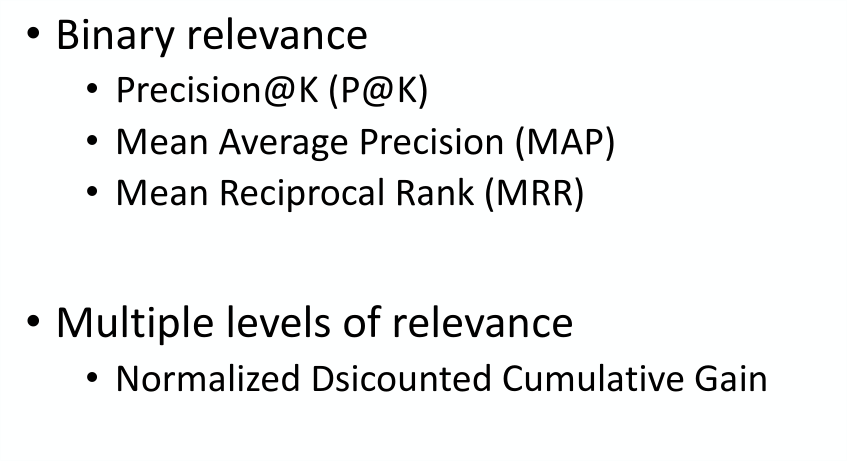 • Binary relevance
• Precision@K (P@K)
• Mean Average Precision (MAP)
• Mean Reciprocal Rank (MRR)
• Multiple levels of relevance
• Normalized Dsicounted Cumulative Gain